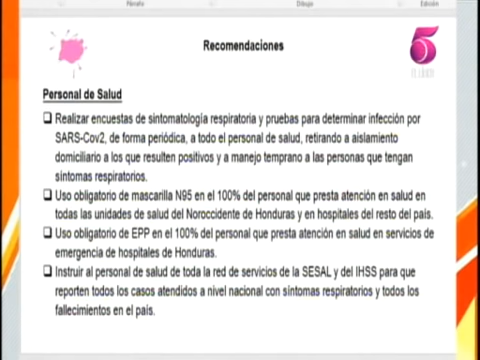 Párrafo Dibujo Edición
Recomendaciones
5
Personal de Salud
Realizar encuestas de sintomatología respiratoria y pruebas para determinar infección por
SARS-Cov2, de forma periódica, a todo el personal de salud, retirando a aislamiento
domiciliario a los que resulten positivos y a manejo temprano a las personas que tengan
síntomas respiratorios.
Uso obligatorio de mascarilla N95 en el 100% del personal que presta atención en salud en
todas las unidades de salud del Noroccidente de Honduras y en hospitales del resto del país.
Uso obligatorio de EPP en el 100% del personal que presta atención en salud en servicios de
emergencia de hospitales de Honduras.
Instruir al personal de salud de toda la red de servicios de la SESAL y del IHSS para que
reporten todos los casos atendidos a nivel nacional con síntomas respiratorios y todos los
fallecimientos en el país.